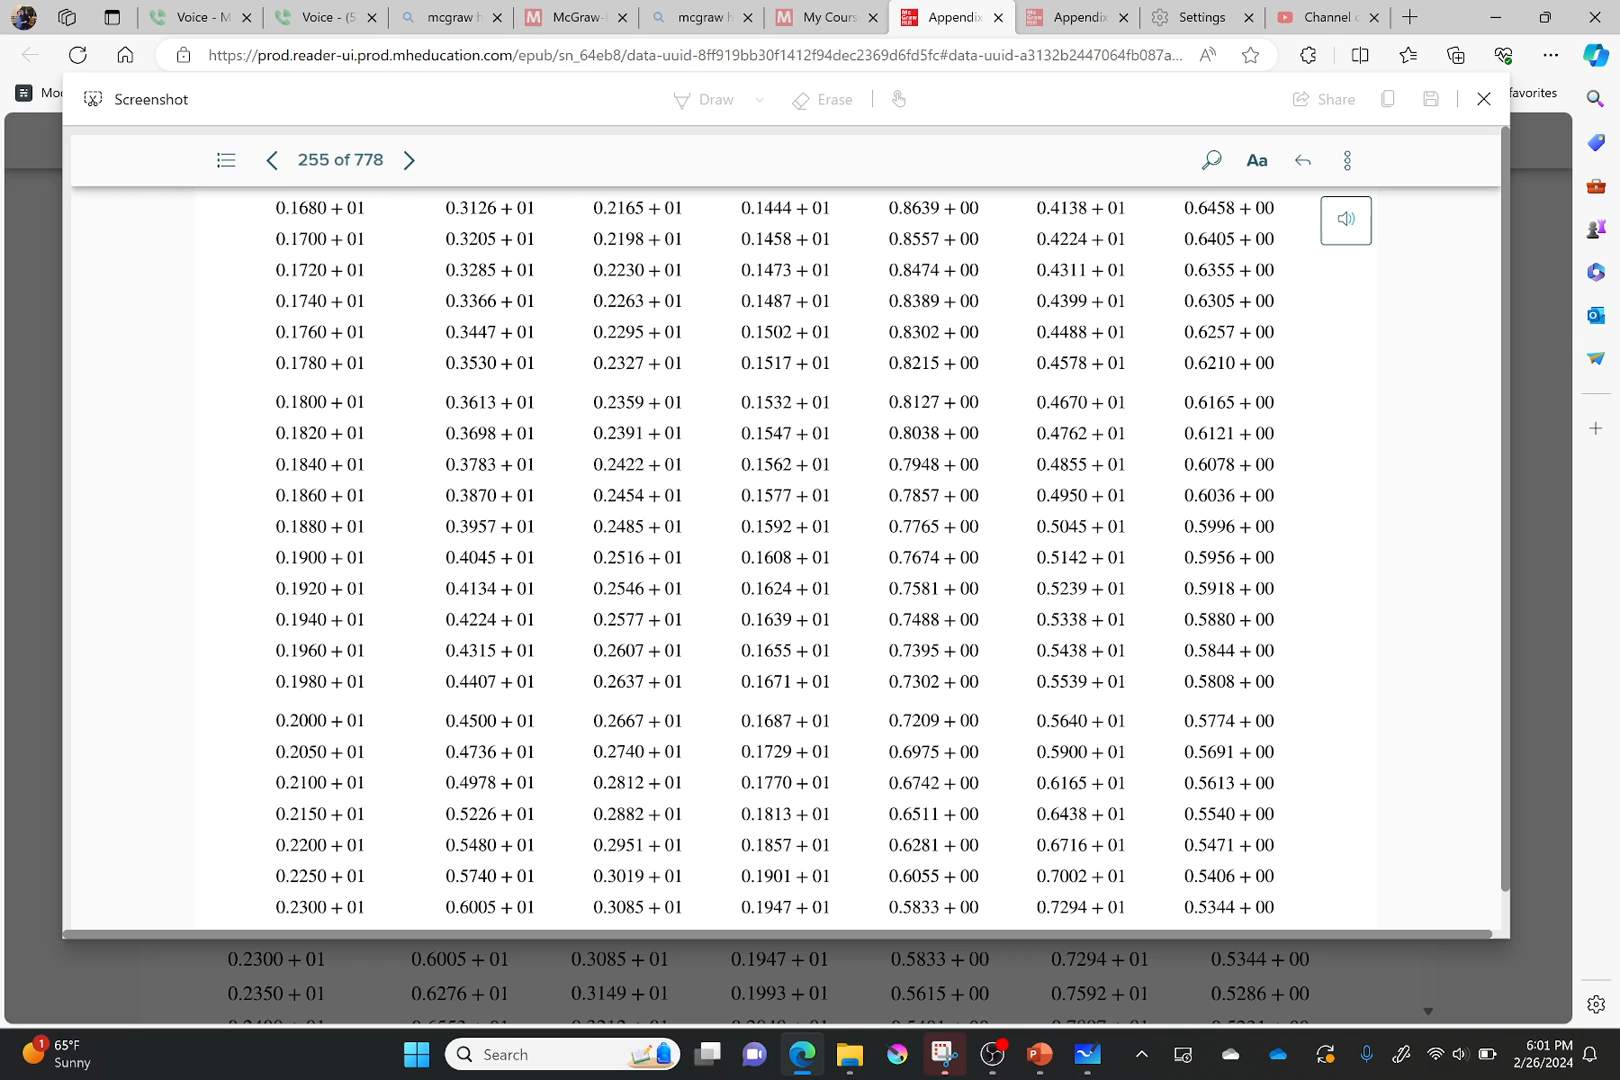 Voice - M
Voice - (5
mcgraw h
McGraw-
mcgraw h
My Cours
Appendix
Appendix
Settings
Channel
https://prod.reader-ui.prod.mheducation.com/epub/sn_64eb8/data-uuid-8ff919bb30f1412f94dec2369d6fd5fc#data-uuid-a3132b2447064fb087a...
favorites
Screenshot Draw Erase Share
255 of 778 Aa
0.1680 + 01 0.3126 + 01 0.2165 + 01 0.1444 + 01 0.8639 + 00 0.4138 + 01 0.6458 + 00
0.1700 + 01 0.3205 + 01 0.2198 + 01 0.1458 + 01 0.8557 + 00 0.4224 + 01 0.6405 + 00
0.1720 + 01 0.3285 + 01 0.2230 + 01 0.1473 + 01 0.8474 + 00 0.4311 + 01 0.6355 + 00
0.1740 + 01 0.3366 + 01 0.2263 + 01 0.1487 + 01 0.8389 + 00 0.4399 + 01 0.6305 + 00
0.1760 + 01 0.3447 + 01 0.2295 + 01 0.1502 + 01 0.8302 + 00 0.4488 + 01 0.6257 + 00
0.1780 + 01 0.3530 + 01 0.2327 + 01 0.1517 + 01 0.8215 + 00 0.4578 + 01 0.6210 + 00
0.1800 + 01 0.3613 + 01 0.2359 + 01 0.1532 + 01 0.8127 + 00 0.4670 + 01 0.6165 + 00
0.1820 + 01 0.3698 + 01 0.2391 + 01 0.1547 + 01 0.8038 + 00 0.4762 + 01 0.6121 + 00
0.1840 + 01 0.3783 + 01 0.2422 + 01 0.1562 + 01 0.7948 + 00 0.4855 + 01 0.6078 + 00
0.1860 + 01 0.3870 + 01 0.2454 + 01 0.1577 + 01 0.7857 + 00 0.4950 + 01 0.6036 + 00
0.1880 + 01 0.3957 + 01 0.2485 + 01 0.1592 + 01 0.7765 + 00 0.5045 + 01 0.5996 + 00
0.1900 + 01 0.4045 + 01 0.2516 + 01 0.1608 + 01 0.7674 + 00 0.5142 + 01 0.5956 + 00
0.1920 + 01 0.4134 + 01 0.2546 + 01 0.1624 + 01 0.7581 + 00 0.5239 + 01 0.5918 + 00
0.1940 + 01 0.4224 + 01 0.2577 + 01 0.1639 + 01 0.7488 + 00 0.5338 + 01 0.5880 + 00
0.1960 + 01 0.4315 + 01 0.2607 + 01 0.1655 + 01 0.7395 + 00 0.5438 + 01 0.5844 + 00
0.1980 + 01 0.4407 + 01 0.2637 + 01 0.1671 + 01 0.7302 + 00 0.5539 + 01 0.5808 + 00
0.2000 + 01 0.4500 + 01 0.2667 + 01 0.1687 + 01 0.7209 + 00 0.5640 + 01 0.5774 + 00
0.2050 + 01 0.4736 + 01 0.2740 + 01 0.1729 + 01 0.6975 + 00 0.5900 + 01 0.5691 + 00
0.2100 + 01 0.4978 + 01 0.2812 + 01 0.1770 + 01 0.6742 + 00 0.6165 + 01 0.5613 + 00
0.2150 + 01 0.5226 + 01 0.2882 + 01 0.1813 + 01 0.6511 + 00 0.6438 + 01 0.5540 + 00
0.2200 + 01 0.5480 + 01 0.2951 + 01 0.1857 + 01 0.6281 + 00 0.6716 + 01 0.5471 + 00
0.2250 + 01 0.5740 + 01 0.3019 + 01 0.1901 + 01 0.6055 + 00 0.7002 + 01 0.5406 + 00
0.2300 + 01 0.6005 + 01 0.3085 + 01 0.1947 + 01 0.5833 + 00 0.7294 + 01 0.5344 + 00
0.2300 + 01 0.6005 + 01 0.3085 + 01 0.1947 + 01 0.5833 + 00 0.7294 + 01 0.5344 + 00
0.2350 + 01 0.6276 + 01 0.3149 + 01 0.1993 + 01 0.5615 + 00 0.7592 + 01 0.5286 + 00
1
65°F
Sunny
Search
6:01 PM
2/26/2024